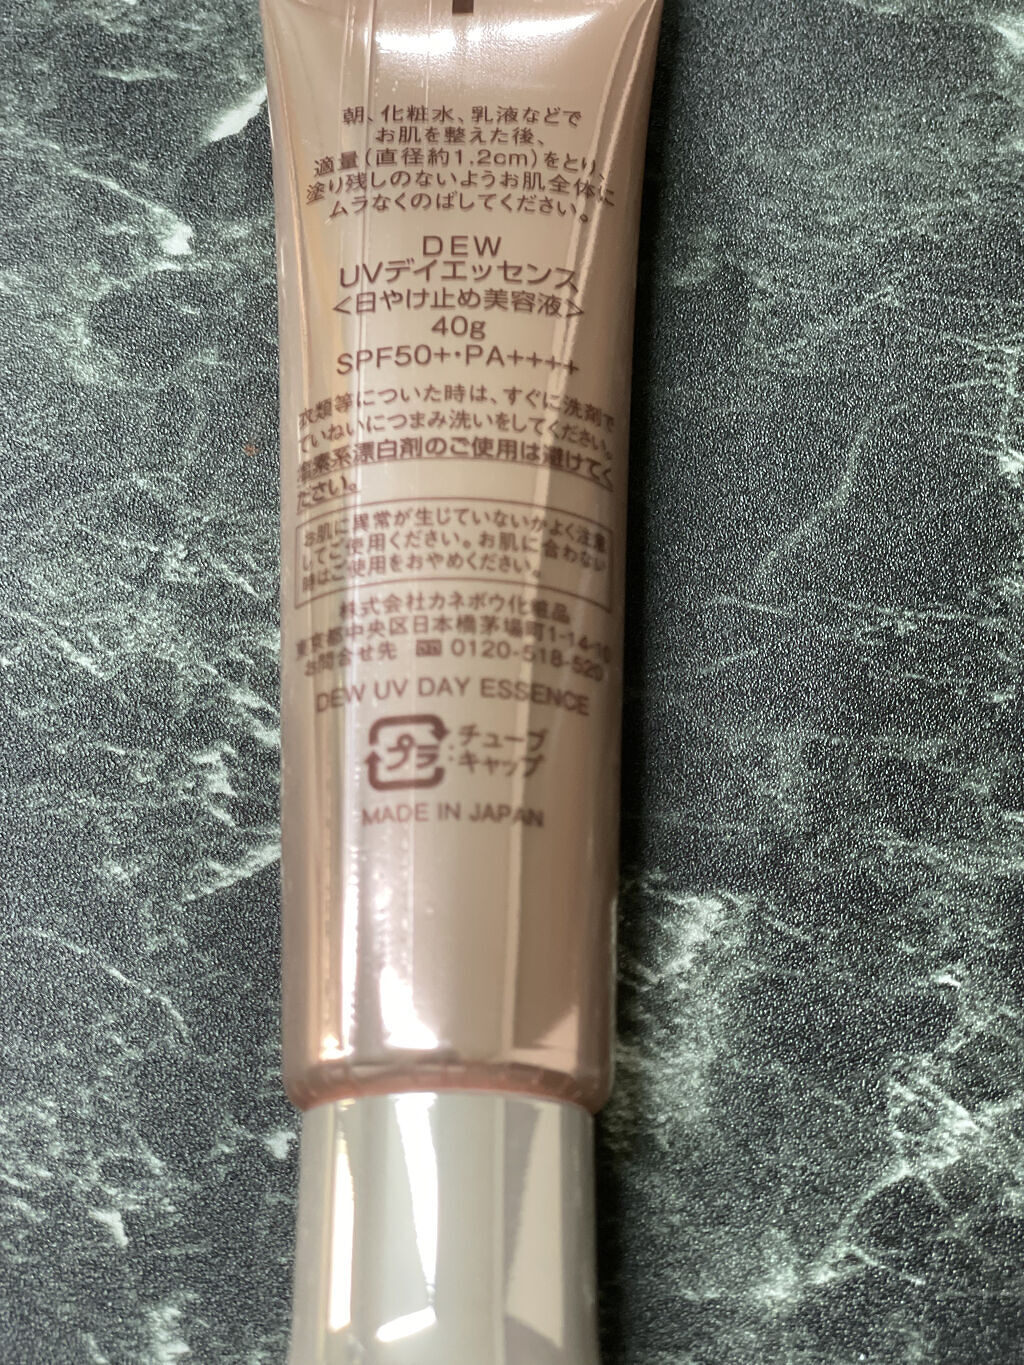 朝、化粧水、乳液などで
お肌を整えた後、
適量(直径約1.2cm)をとり、
塗り残しのないようお肌全体に
ムラなくのばしてください。
DEW
UVデイエッセンス
<日やけ止め美容液>
40g
SPF50+・PA++++
衣類等についた時は、すぐに洗剤で
ていねいにつまみ洗いをしてください。
塩素系漂白剤のご使用は避けてく
ださい。
お肌に異常が生じていないかよく注意
してご使用ください。お肌に合わない
時はご使用をおやめください。
株式会社カネボウ化粧品
東京都中央区日本橋茅場町1-14-10
お問合せ先 0120-518-520
DEW UV DAY ESSENCE
プラ :チューブ
:キャップ
MADE IN JAPAN